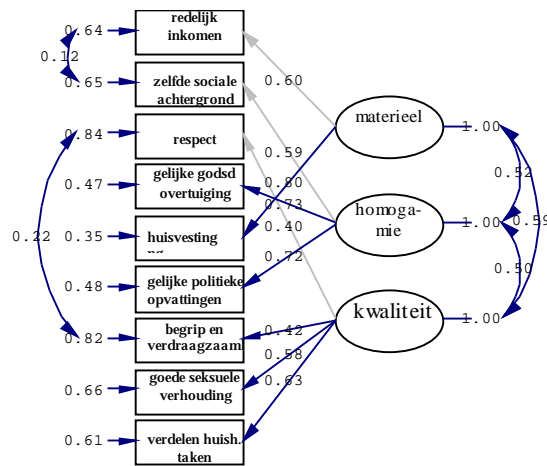 0.64
redelijk
inkomen
0.12
0.65
zelfde sociale
achtergrond
0.60
materieel
1.00
0.84
respect
0.59
0.52
0.47
gelijke godsd
overtuiging
0.80
0.73
0.40
homoga-
mie
1.00
0.59
0.22
0.35
huisvesting
ng
0.72
0.50
0.48
gelijke politieke
opvattingen
kwaliteit
1.00
0.82
begrip en
verdraagzaam
0.42
0.58
0.63
0.66
goede seksuele
verhouding
0.61
verdelen huish.
taken